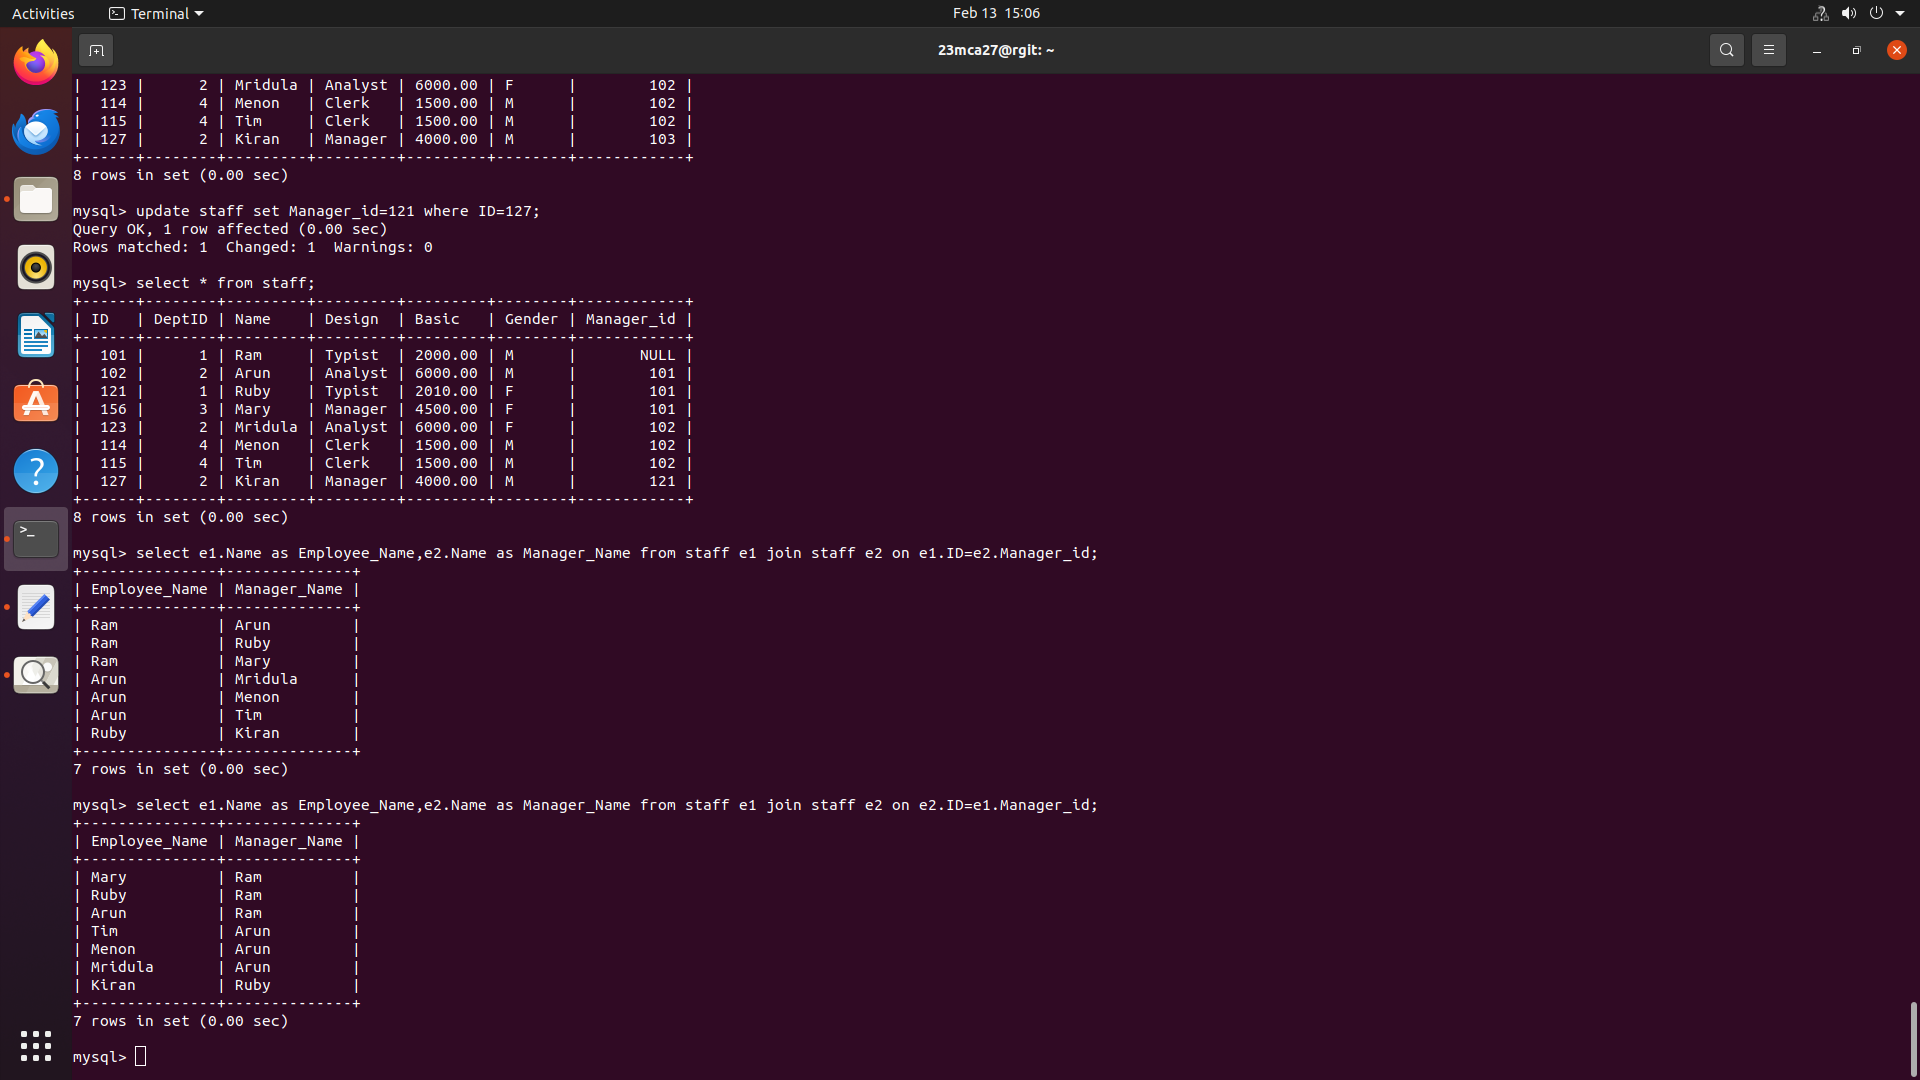 Activities Terminal Feb 13 15:06
23mca27@rgit: ~
|  123 |      2 | Mridula | Analyst | 6000.00 | F      |        102 |
|  114 |      4 | Menon   | Clerk   | 1500.00 | M      |        102 |
|  115 |      4 | Tim     | Clerk   | 1500.00 | M      |        102 |
|  127 |      2 | Kiran   | Manager | 4000.00 | M      |        103 |
+------+--------+---------+---------+---------+--------+------------+
8 rows in set (0.00 sec)
mysql> update staff set Manager_id=121 where ID=127;
Query OK, 1 row affected (0.00 sec)
Rows matched: 1  Changed: 1  Warnings: 0
mysql> select * from staff;
+------+--------+---------+---------+---------+--------+------------+
| ID   | DeptID | Name    | Design  | Basic   | Gender | Manager_id |
+------+--------+---------+---------+---------+--------+------------+
|  101 |      1 | Ram     | Typist  | 2000.00 | M      |       NULL |
|  102 |      2 | Arun    | Analyst | 6000.00 | M      |        101 |
|  121 |      1 | Ruby    | Typist  | 2010.00 | F      |        101 |
|  156 |      3 | Mary    | Manager | 4500.00 | F      |        101 |
|  123 |      2 | Mridula | Analyst | 6000.00 | F      |        102 |
|  114 |      4 | Menon   | Clerk   | 1500.00 | M      |        102 |
|  115 |      4 | Tim     | Clerk   | 1500.00 | M      |        102 |
|  127 |      2 | Kiran   | Manager | 4000.00 | M      |        121 |
+------+--------+---------+---------+---------+--------+------------+
8 rows in set (0.00 sec)
mysql> select e1.Name as Employee_Name,e2.Name as Manager_Name from staff e1 join staff e2 on e1.ID=e2.Manager_id;
+---------------+--------------+
| Employee_Name | Manager_Name |
+---------------+--------------+
| Ram           | Arun         |
| Ram           | Ruby         |
| Ram           | Mary         |
| Arun          | Mridula      |
| Arun          | Menon        |
| Arun          | Tim          |
| Ruby          | Kiran        |
+---------------+--------------+
7 rows in set (0.00 sec)
mysql> select e1.Name as Employee_Name,e2.Name as Manager_Name from staff e1 join staff e2 on e2.ID=e1.Manager_id;
+---------------+--------------+
| Employee_Name | Manager_Name |
+---------------+--------------+
| Mary          | Ram          |
| Ruby          | Ram          |
| Arun          | Ram          |
| Tim           | Arun         |
| Menon         | Arun         |
| Mridula       | Arun         |
| Kiran         | Ruby         |
+---------------+--------------+
7 rows in set (0.00 sec)
mysql>